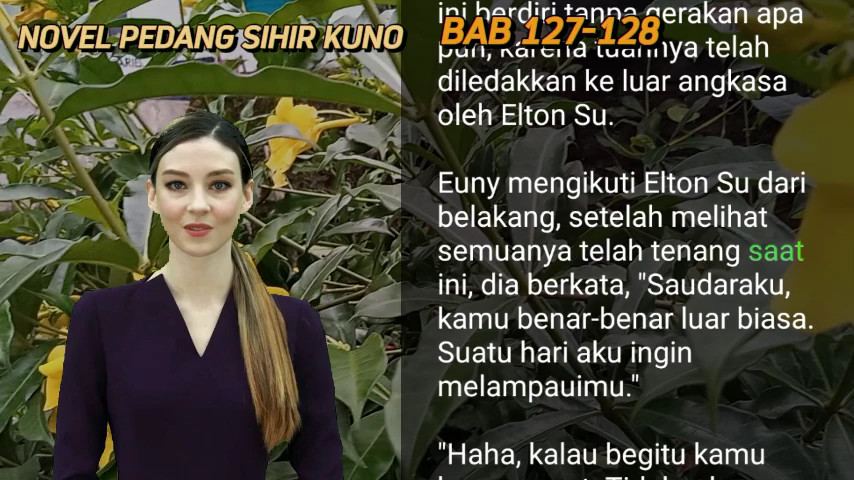 NOVEL PEDANG SIHIR KUNO
BAB 127-128
ini berdiri tanpa gerakan apa
pun, karena tuannya telah
diledakkan ke luar angkasa
oleh Elton Su.
Euny mengikuti Elton Su dari
belakang, setelah melihat
semuanya telah tenang saat
ini, dia berkata, "Saudaraku,
kamu benar-benar luar biasa.
Suatu hari aku ingin
melampauimu."
"Haha, kalau begitu kamu